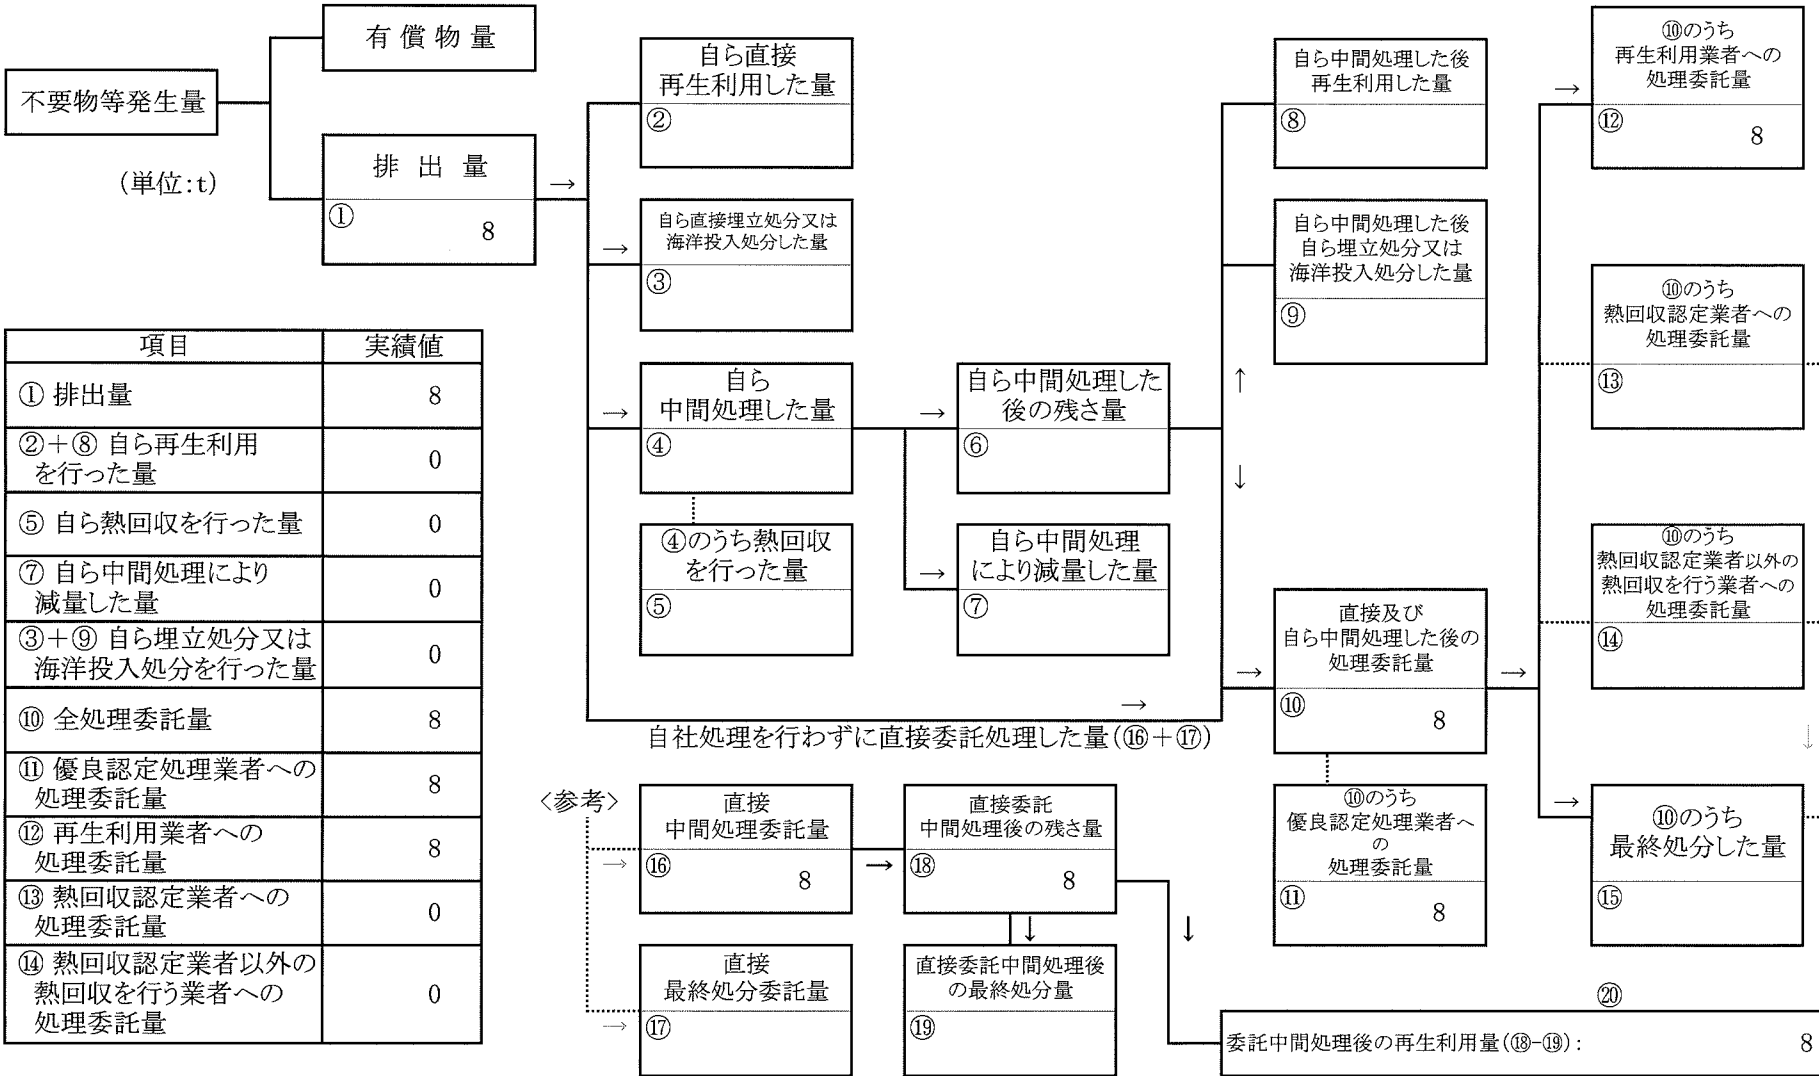 不要物等発生量
(単位:t)
有償物量
排出量
① 8
→
自ら直接
再生利用した量
②
→
自ら直接埋立処分又は
海洋投入処分した量
③
→
自ら
中間処理した量
④
④のうち熱回収
を行った量
⑤
→
自ら中間処理した
後の残さ量
⑥
→
自ら中間処理
により減量した量
⑦
自ら中間処理した後
再生利用した量
⑧
自ら中間処理した後
自ら埋立処分又は
海洋投入処分した量
⑨
↑
↓
→
自社処理を行わずに直接委託処理した量(⑯+⑰)
→
直接及び
自ら中間処理した後の
処理委託量
⑩ 8
⑩のうち
優良認定処理業者へ
の
処理委託量
⑪ 8
→
→
⑩のうち
再生利用業者への
処理委託量
⑫ 8
⑩のうち
熱回収認定業者への
処理委託量
⑬
⑩のうち
熱回収認定業者以外の
熱回収を行う業者への
処理委託量
⑭
↓
→
⑩のうち
最終処分した量
⑮
項目 実績値
① 排出量 8
②+⑧ 自ら再生利用
を行った量 0
⑤ 自ら熱回収を行った量 0
⑦ 自ら中間処理により
減量した量 0
③+⑨ 自ら埋立処分又は
海洋投入処分を行った量 0
⑩ 全処理委託量 8
⑪ 優良認定処理業者への
処理委託量 8
⑫ 再生利用業者への
処理委託量 8
⑬ 熱回収認定業者への
処理委託量 0
⑭ 熱回収認定業者以外の
熱回収を行う業者への
処理委託量 0
<参考>
→
直接
中間処理委託量
⑯ 8
→
直接委託
中間処理後の残さ量
⑱ 8
↓
↓
→
直接
最終処分委託量
⑰
直接委託中間処理後
の最終処分量
⑲
⑳
委託中間処理後の再生利用量(⑱-⑲): 8